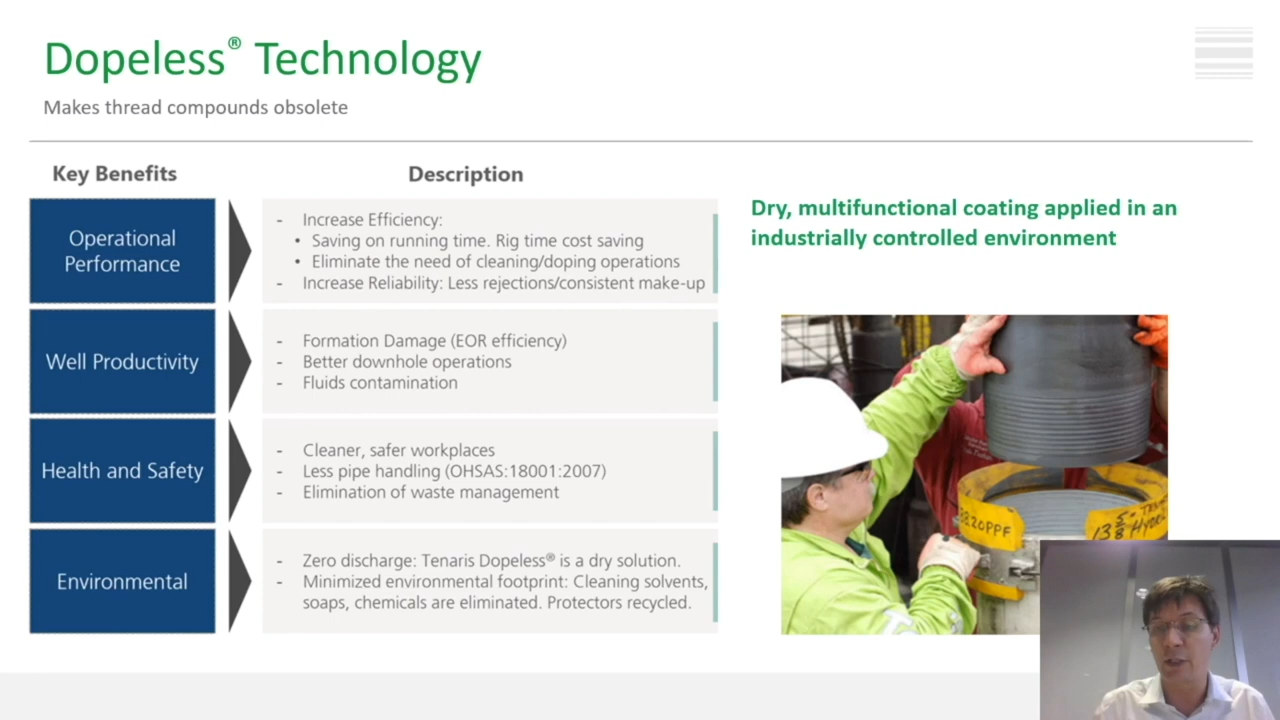 Dopeless® Technology
Makes thread compounds obsolete
Key Benefits
Description
Operational
Performance
- Increase Efficiency:
• Saving on running time. Rig time cost saving
• Eliminate the need of cleaning/doping operations
- Increase Reliability: Less rejections/consistent make-up
Well Productivity
- Formation Damage (EOR efficiency)
- Better downhole operations
- Fluids contamination
Health and Safety
- Cleaner, safer workplaces
- Less pipe handling (OHSAS:18001:2007)
- Elimination of waste management
Environmental
- Zero discharge: Tenaris Dopeless® is a dry solution.
- Minimized environmental footprint: Cleaning solvents,
soaps, chemicals are eliminated. Protectors recycled.
Dry, multifunctional coating applied in an
industrially controlled environment
13 5/8